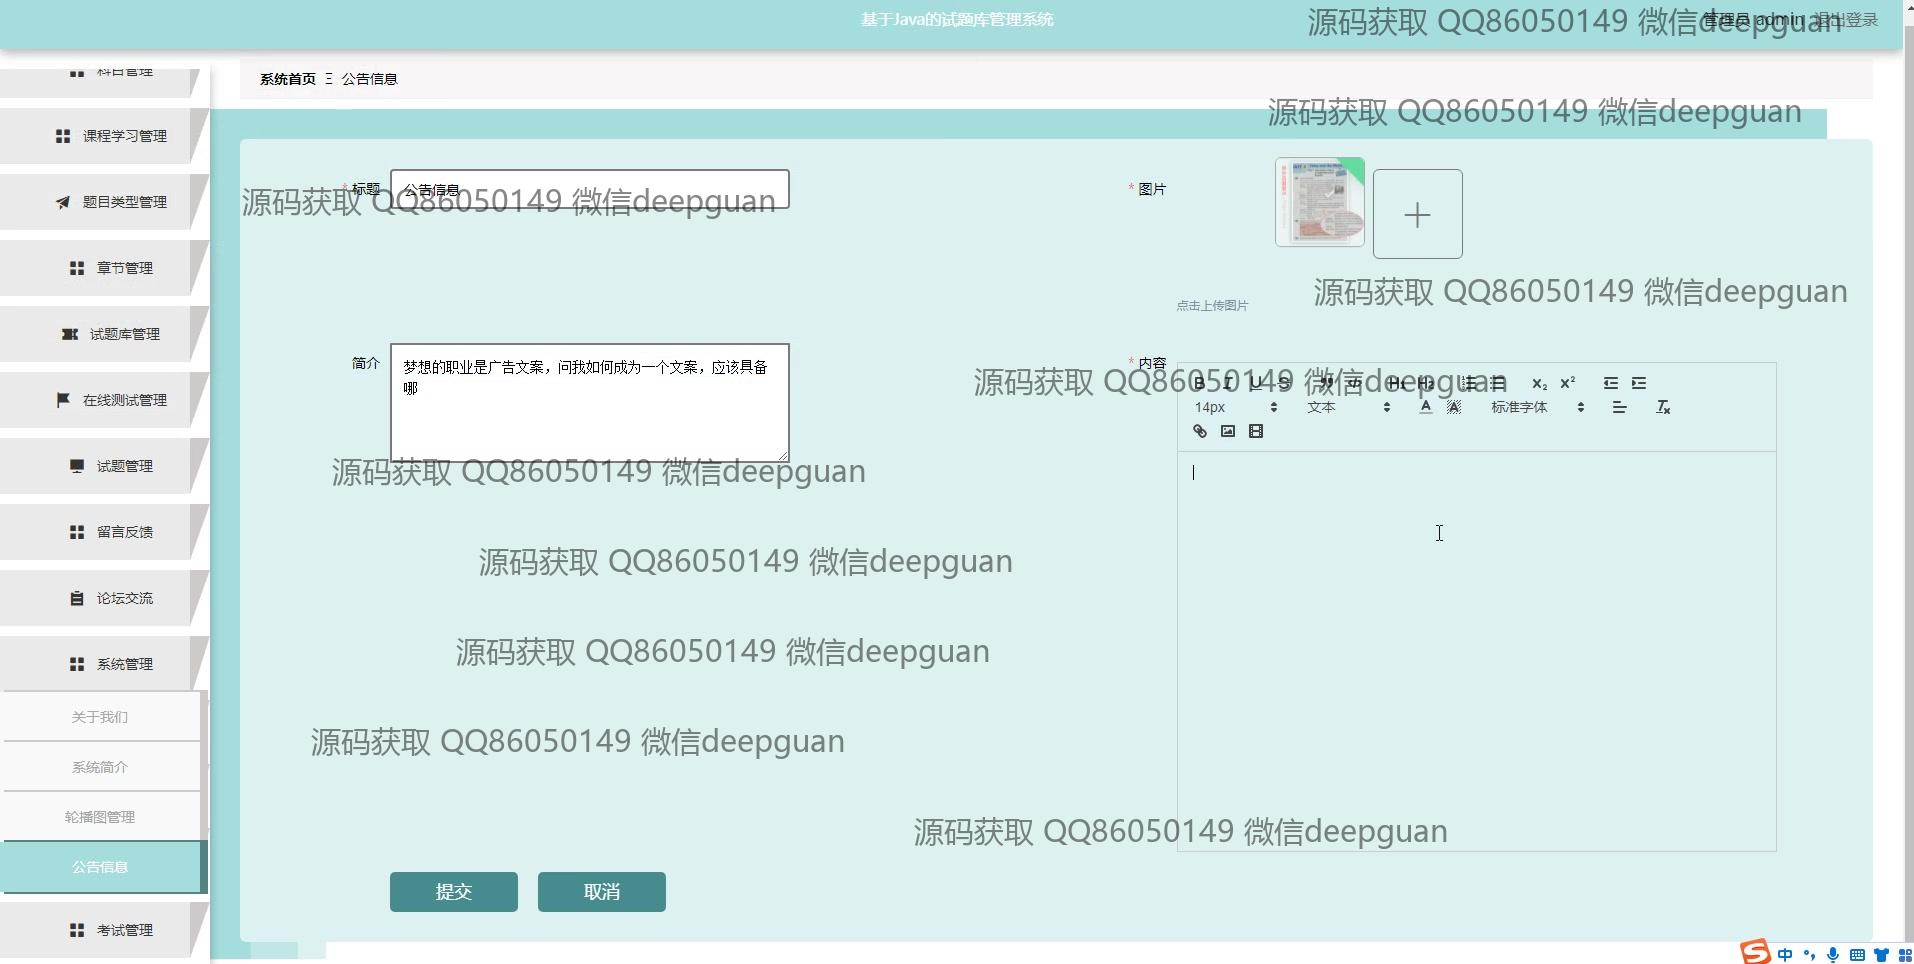 基于Java的试题库管理系统
管理员 admin 退出登录
源码获取 QQ86050149 微信deepguan
科目管理
系统首页 Ξ 公告信息
源码获取 QQ86050149 微信deepguan
课程学习管理
* 标题 公告信息
* 图片
源码获取 QQ86050149 微信deepguan
题目类型管理
章节管理
源码获取 QQ86050149 微信deepguan
点击上传图片
试题库管理
简介 梦想的职业是广告文案，问我如何成为一个文案，应该具备
哪
* 内容
源码获取 QQ86050149 微信deepguan
B I U S ” </> H1 H2 x₂ x²
14px 文本 A A 标准字体 Tx
在线测试管理
试题管理
源码获取 QQ86050149 微信deepguan
留言反馈
源码获取 QQ86050149 微信deepguan
论坛交流
系统管理
源码获取 QQ86050149 微信deepguan
关于我们
源码获取 QQ86050149 微信deepguan
系统简介
轮播图管理
源码获取 QQ86050149 微信deepguan
公告信息
提交 取消
考试管理
S 中